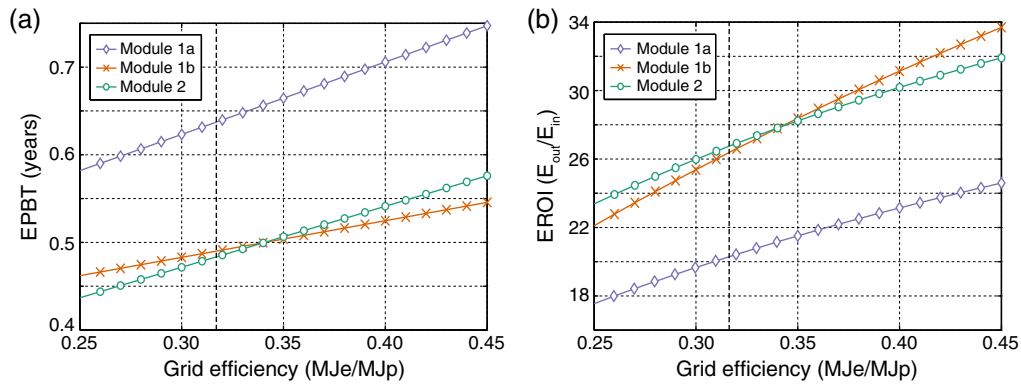 (a)
Module 1a
Module 1b
Module 2
EPBT (years)
0.7
0.6
0.5
0.4
0.25
0.30
0.35
0.40
0.45
Grid efficiency (MJe/MJp)
(b)
Module 1a
Module 1b
Module 2
EROI (E_out/E_in)
34
30
26
22
18
0.25
0.30
0.35
0.40
0.45
Grid efficiency (MJe/MJp)